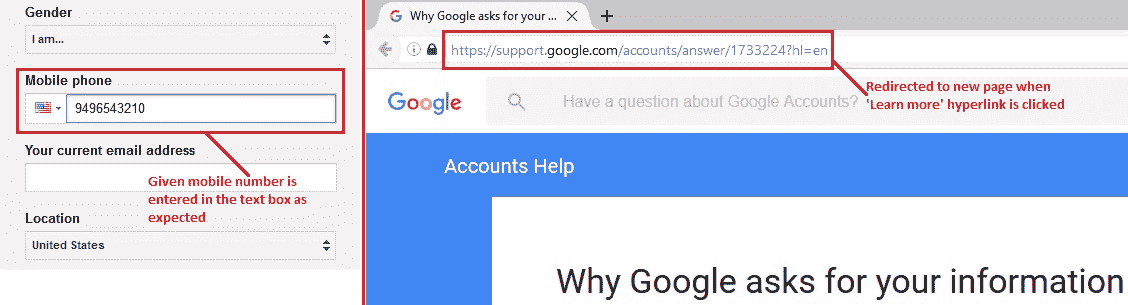 Gender
I am...
Mobile phone
9496543210
Your current email address
Given mobile number is
entered in the text box as
expected
Location
United States
Why Google asks for your ...
https://support.google.com/accounts/answer/1733224?hl=en
Redirected to new page when
'Learn more' hyperlink is clicked
Google
Have a question about Google Accounts?
Accounts Help
Why Google asks for your information